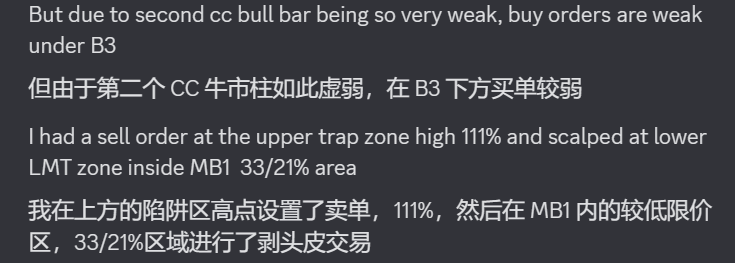 But due to second cc bull bar being so very weak, buy orders are weak
under B3
但由于第二个 CC 牛市柱如此虚弱，在 B3 下方买单较弱
I had a sell order at the upper trap zone high 111% and scalped at lower
LMT zone inside MB1  33/21% area
我在上方的陷阱区高点设置了卖单，111%，然后在 MB1 内的较低限价
区，33/21%区域进行了剥头皮交易